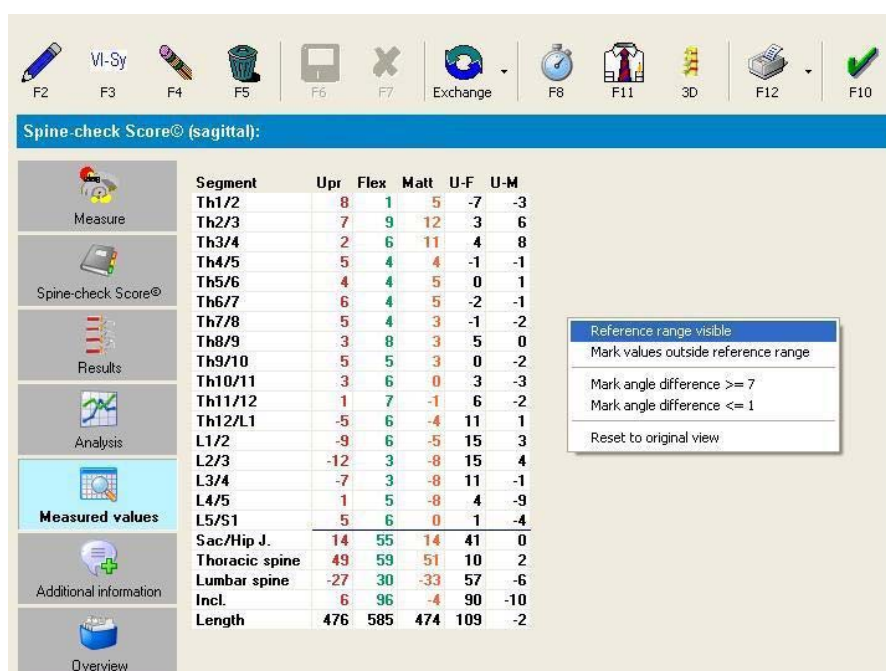 VI-Sy
F2 F3 F4 F5 F6 F7 Exchange F8 F11 3D F12 F10
Spine-check Score© (sagittal):
Measure
Spine-check Score©
Results
Analysis
Measured values
Additional information
Overview
Segment Upr Flex Matt U-F U-M
Th1/2 8 1 5 -7 -3
Th2/3 7 9 12 3 6
Th3/4 2 6 11 4 8
Th4/5 5 4 4 -1 -1
Th5/6 4 4 5 0 1
Th6/7 6 4 5 -2 -1
Th7/8 5 4 3 -1 -2
Th8/9 3 8 3 5 0
Th9/10 5 5 3 0 -2
Th10/11 3 6 0 3 -3
Th11/12 1 7 -1 6 -2
Th12/L1 -5 6 -4 11 1
L1/2 -9 6 -5 15 3
L2/3 -12 3 -8 15 4
L3/4 -7 3 -8 11 -1
L4/5 1 5 -8 4 -9
L5/S1 5 6 0 1 -4
Sac/Hip J. 14 55 14 41 0
Thoracic spine 49 59 51 10 2
Lumbar spine -27 30 -33 57 -6
Incl. 6 96 -4 90 -10
Length 476 585 474 109 -2
Reference range visible
Mark values outside reference range
Mark angle difference >= 7
Mark angle difference <= 1
Reset to original view